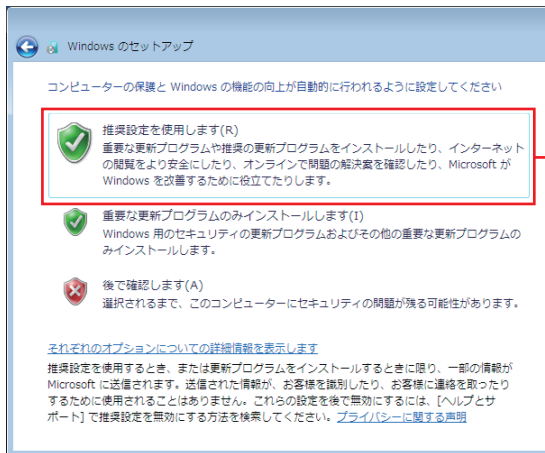 Windows のセットアップ
コンピューターの保護と Windows の機能の向上が自動的に行われるように設定してください
推奨設定を使用します(R)
重要な更新プログラムや推奨の更新プログラムをインストールしたり、インターネット
の閲覧をより安全にしたり、オンラインで問題の解決案を確認したり、Microsoft が
Windows を改善するために役立てたりします。
重要な更新プログラムのみインストールします(I)
Windows 用のセキュリティの更新プログラムおよびその他の重要な更新プログラムの
みインストールします。
後で確認します(A)
選択されるまで、このコンピューターにセキュリティの問題が残る可能性があります。
それぞれのオプションについての詳細情報を表示します
推奨設定を使用するとき、または更新プログラムをインストールするときに限り、一部の情報が
Microsoft に送信されます。送信された情報が、お客様を識別したり、お客様に連絡を取ったり
するために使用されることはありません。これらの設定を後で無効にするには、[ヘルプとサ
ポート] で推奨設定を無効にする方法を検索してください。プライバシーに関する声明